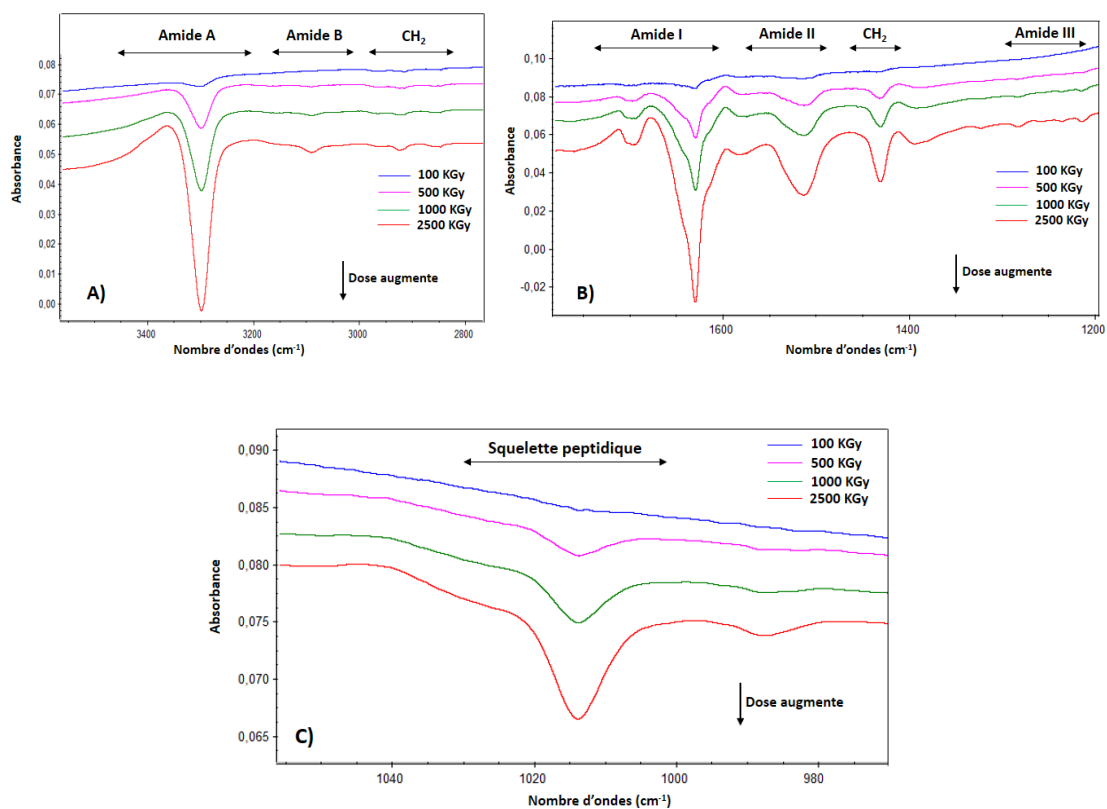 Amide A
Amide B
CH2
0,08
0,07
0,06
0,05
0,04
0,03
0,02
0,01
0,00
Absorbance
100 KGy
500 KGy
1000 KGy
2500 KGy
Dose augmente
A)
3400
3200
3000
2800
Nombre d'ondes (cm-1)
Amide I
Amide II
CH2
Amide III
0,10
0,08
0,06
0,04
0,02
0,00
-0,02
Absorbance
100 KGy
500 KGy
1000 KGy
2500 KGy
Dose augmente
B)
1600
1400
1200
Nombre d'ondes (cm-1)
Squelette peptidique
0,090
0,085
0,080
0,075
0,070
0,065
Absorbance
100 KGy
500 KGy
1000 KGy
2500 KGy
Dose augmente
C)
1040
1020
1000
980
Nombre d'ondes (cm-1)